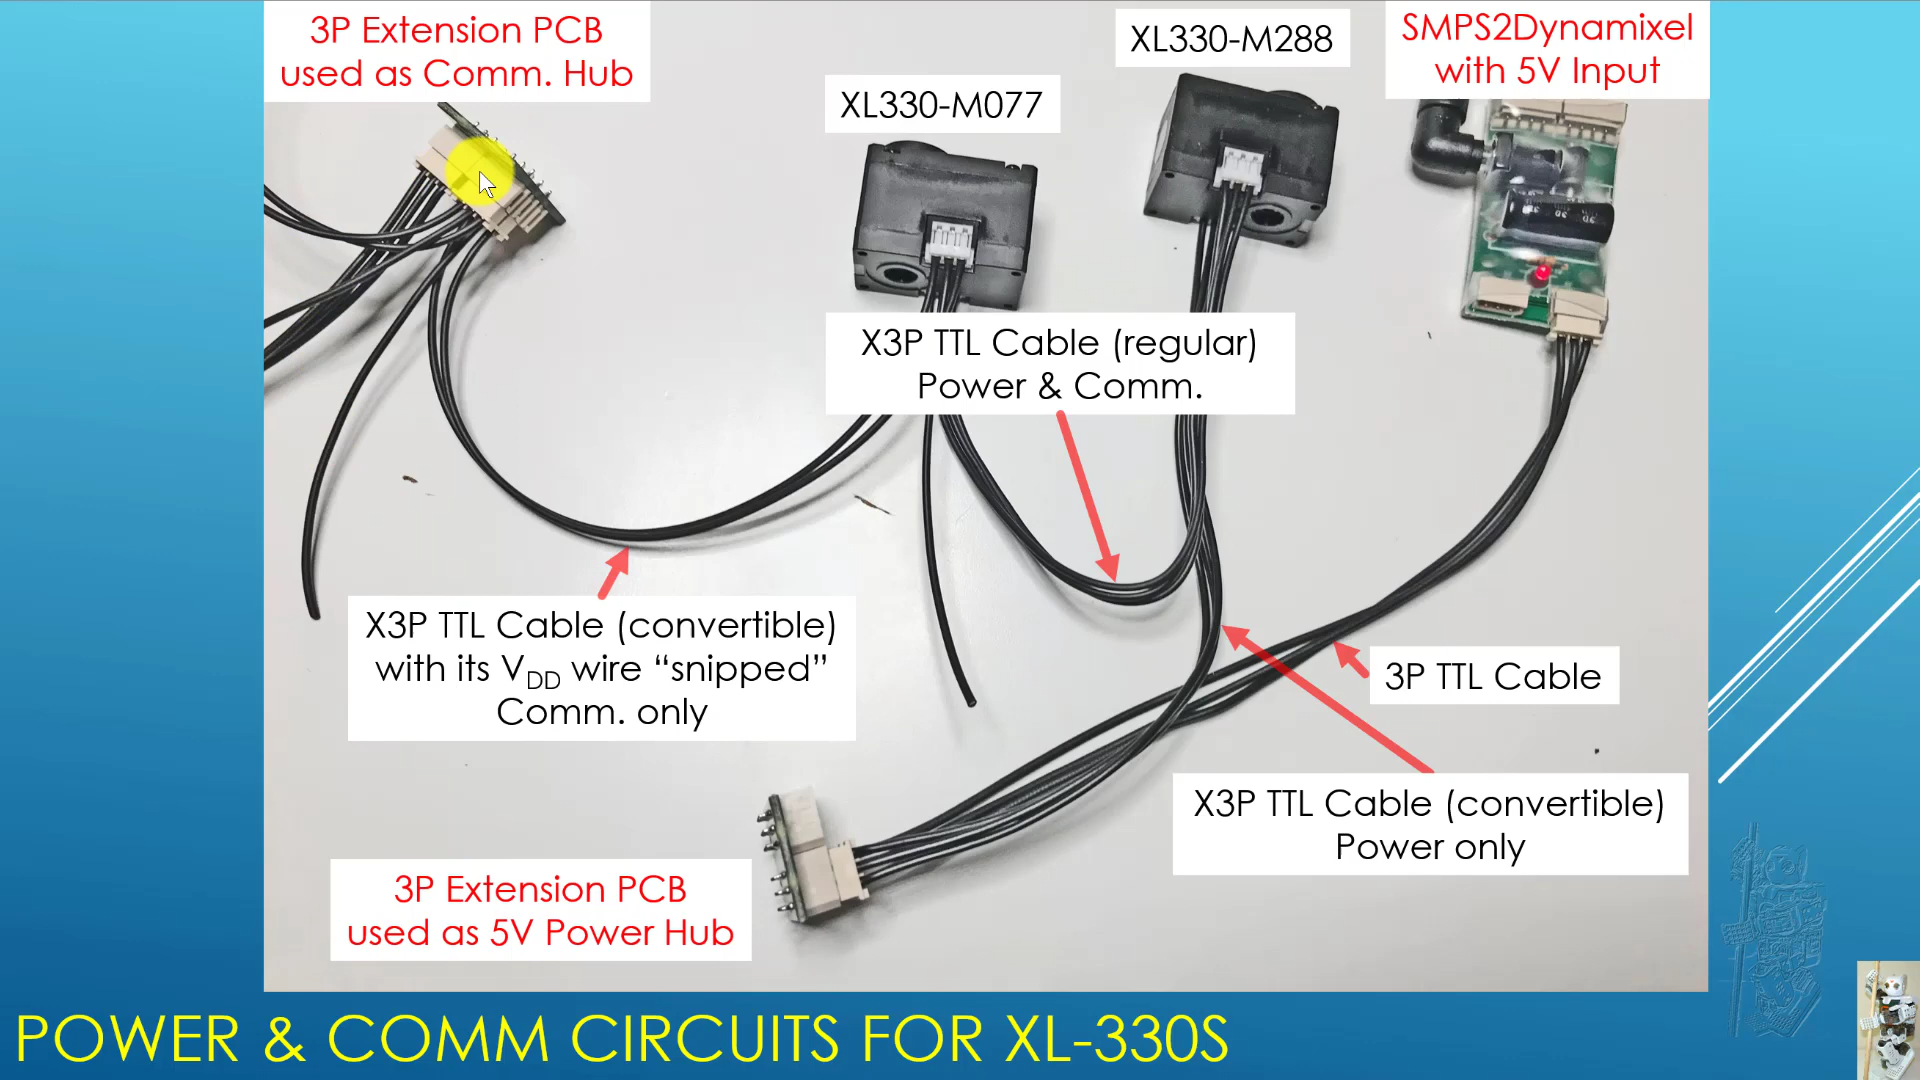 3P Extension PCB
used as Comm. Hub
XL330-M077
XL330-M288
SMPS2Dynamixel
with 5V Input
X3P TTL Cable (regular)
Power & Comm.
X3P TTL Cable (convertible)
with its VDD wire “snipped”
Comm. only
3P TTL Cable
X3P TTL Cable (convertible)
Power only
3P Extension PCB
used as 5V Power Hub
POWER & COMM CIRCUITS FOR XL-330S